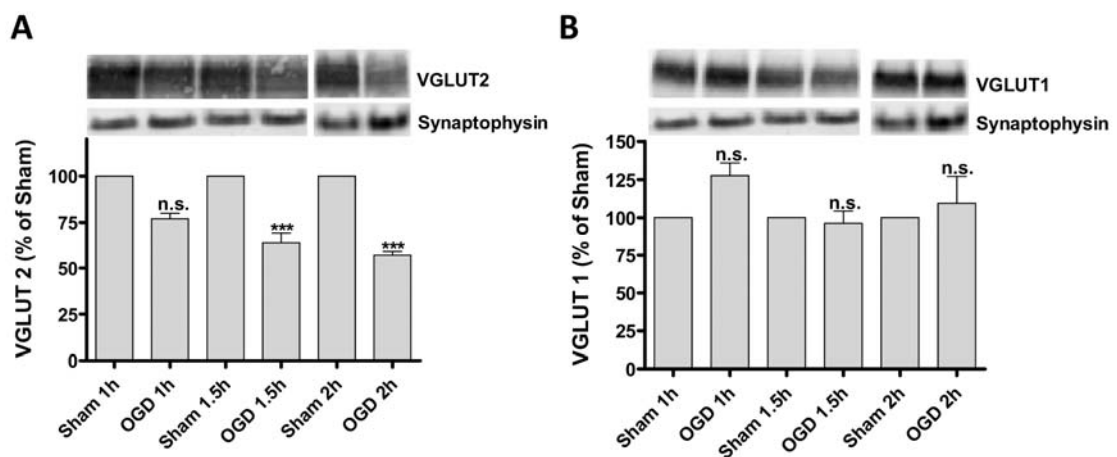 A
VGLUT2
Synaptophysin
VGLUT 2 (% of Sham)
100
75
50
25
0
n.s.
***
***
Sham 1h
OGD 1h
Sham 1.5h
OGD 1.5h
Sham 2h
OGD 2h
B
VGLUT1
Synaptophysin
VGLUT 1 (% of Sham)
150
125
100
75
50
25
0
n.s.
n.s.
n.s.
Sham 1h
OGD 1h
Sham 1.5h
OGD 1.5h
Sham 2h
OGD 2h